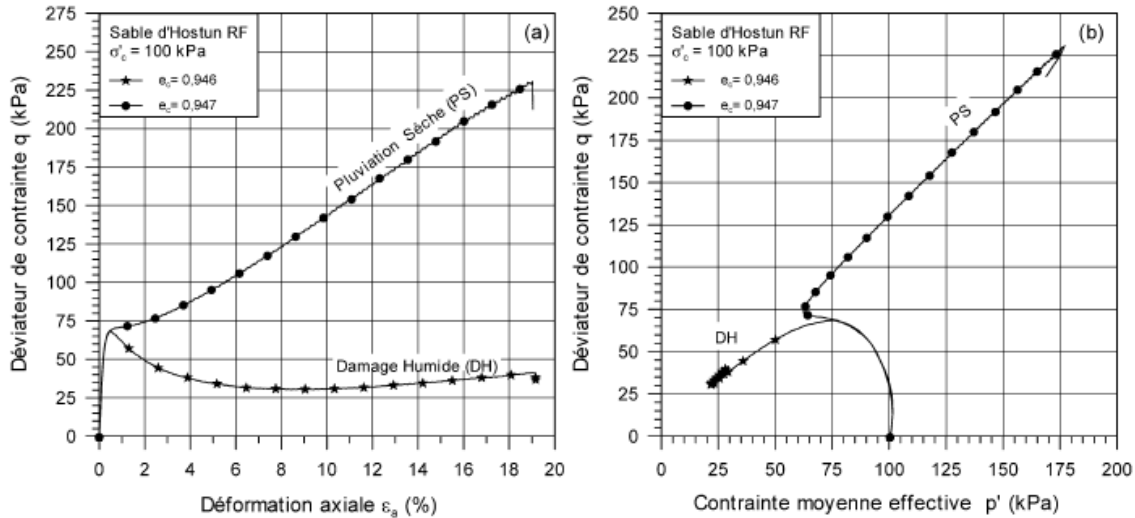 (a)
Sable d'Hostun RF
σ'c = 100 kPa
ec= 0,946
ec= 0,947
Pluviation Sèche (PS)
Damage Humide (DH)
Déviateur de contrainte q (kPa)
275
250
225
200
175
150
125
100
75
50
25
0
0 2 4 6 8 10 12 14 16 18 20
Déformation axiale εa (%)
(b)
Sable d'Hostun RF
σ'c = 100 kPa
ec= 0,946
ec= 0,947
PS
DH
Déviateur de contrainte q (kPa)
250
225
200
175
150
125
100
75
50
25
0
0 25 50 75 100 125 150 175 200
Contrainte moyenne effective p' (kPa)